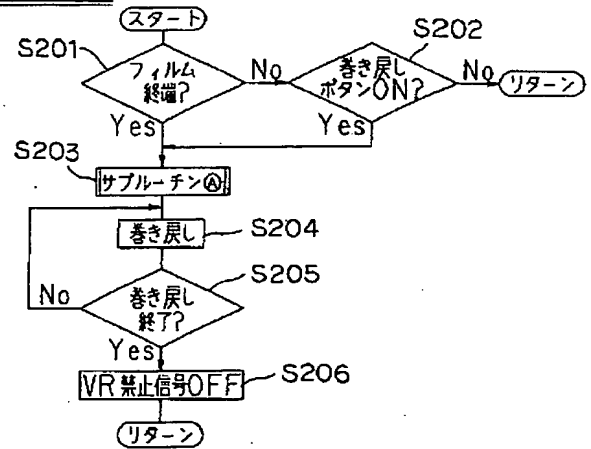 スタート
S201
フィルム
終端?
No
S202
巻き戻し
ボタンON?
No
リターン
Yes
Yes
S203
サブルーチンⒶ
巻き戻し
S204
S205
巻き戻し
終了?
No
Yes
VR禁止信号OFF
S206
リターン